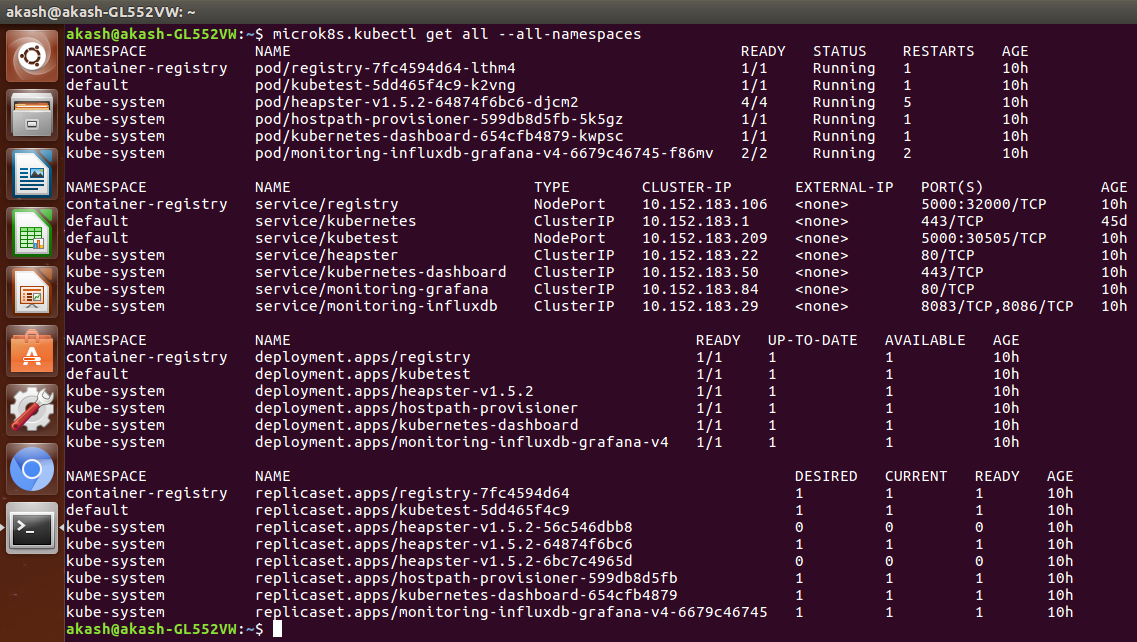 akash@akash-GL552VW: ~
akash@akash-GL552VW:~$ microk8s.kubectl get all --all-namespaces
NAMESPACE NAME READY STATUS RESTARTS AGE
container-registry pod/registry-7fc4594d64-lthm4 1/1 Running 1 10h
default pod/kubetest-5dd465f4c9-k2vng 1/1 Running 1 10h
kube-system pod/heapster-v1.5.2-64874f6bc6-djcm2 4/4 Running 5 10h
kube-system pod/hostpath-provisioner-599db8d5fb-5k5gz 1/1 Running 1 10h
kube-system pod/kubernetes-dashboard-654cfb4879-kwpsc 1/1 Running 1 10h
kube-system pod/monitoring-influxdb-grafana-v4-6679c46745-f86mv 2/2 Running 2 10h
NAMESPACE NAME TYPE CLUSTER-IP EXTERNAL-IP PORT(S) AGE
container-registry service/registry NodePort 10.152.183.106 <none> 5000:32000/TCP 10h
default service/kubernetes ClusterIP 10.152.183.1 <none> 443/TCP 45d
default service/kubetest NodePort 10.152.183.209 <none> 5000:30505/TCP 10h
kube-system service/heapster ClusterIP 10.152.183.22 <none> 80/TCP 10h
kube-system service/kubernetes-dashboard ClusterIP 10.152.183.50 <none> 443/TCP 10h
kube-system service/monitoring-grafana ClusterIP 10.152.183.84 <none> 80/TCP 10h
kube-system service/monitoring-influxdb ClusterIP 10.152.183.29 <none> 8083/TCP,8086/TCP 10h
NAMESPACE NAME READY UP-TO-DATE AVAILABLE AGE
container-registry deployment.apps/registry 1/1 1 1 10h
default deployment.apps/kubetest 1/1 1 1 10h
kube-system deployment.apps/heapster-v1.5.2 1/1 1 1 10h
kube-system deployment.apps/hostpath-provisioner 1/1 1 1 10h
kube-system deployment.apps/kubernetes-dashboard 1/1 1 1 10h
kube-system deployment.apps/monitoring-influxdb-grafana-v4 1/1 1 1 10h
NAMESPACE NAME DESIRED CURRENT READY AGE
container-registry replicaset.apps/registry-7fc4594d64 1 1 1 10h
default replicaset.apps/kubetest-5dd465f4c9 1 1 1 10h
kube-system replicaset.apps/heapster-v1.5.2-56c546dbb8 0 0 0 10h
kube-system replicaset.apps/heapster-v1.5.2-64874f6bc6 1 1 1 10h
kube-system replicaset.apps/heapster-v1.5.2-6bc7c4965d 0 0 0 10h
kube-system replicaset.apps/hostpath-provisioner-599db8d5fb 1 1 1 10h
kube-system replicaset.apps/kubernetes-dashboard-654cfb4879 1 1 1 10h
kube-system replicaset.apps/monitoring-influxdb-grafana-v4-6679c46745 1 1 1 10h
akash@akash-GL552VW:~$